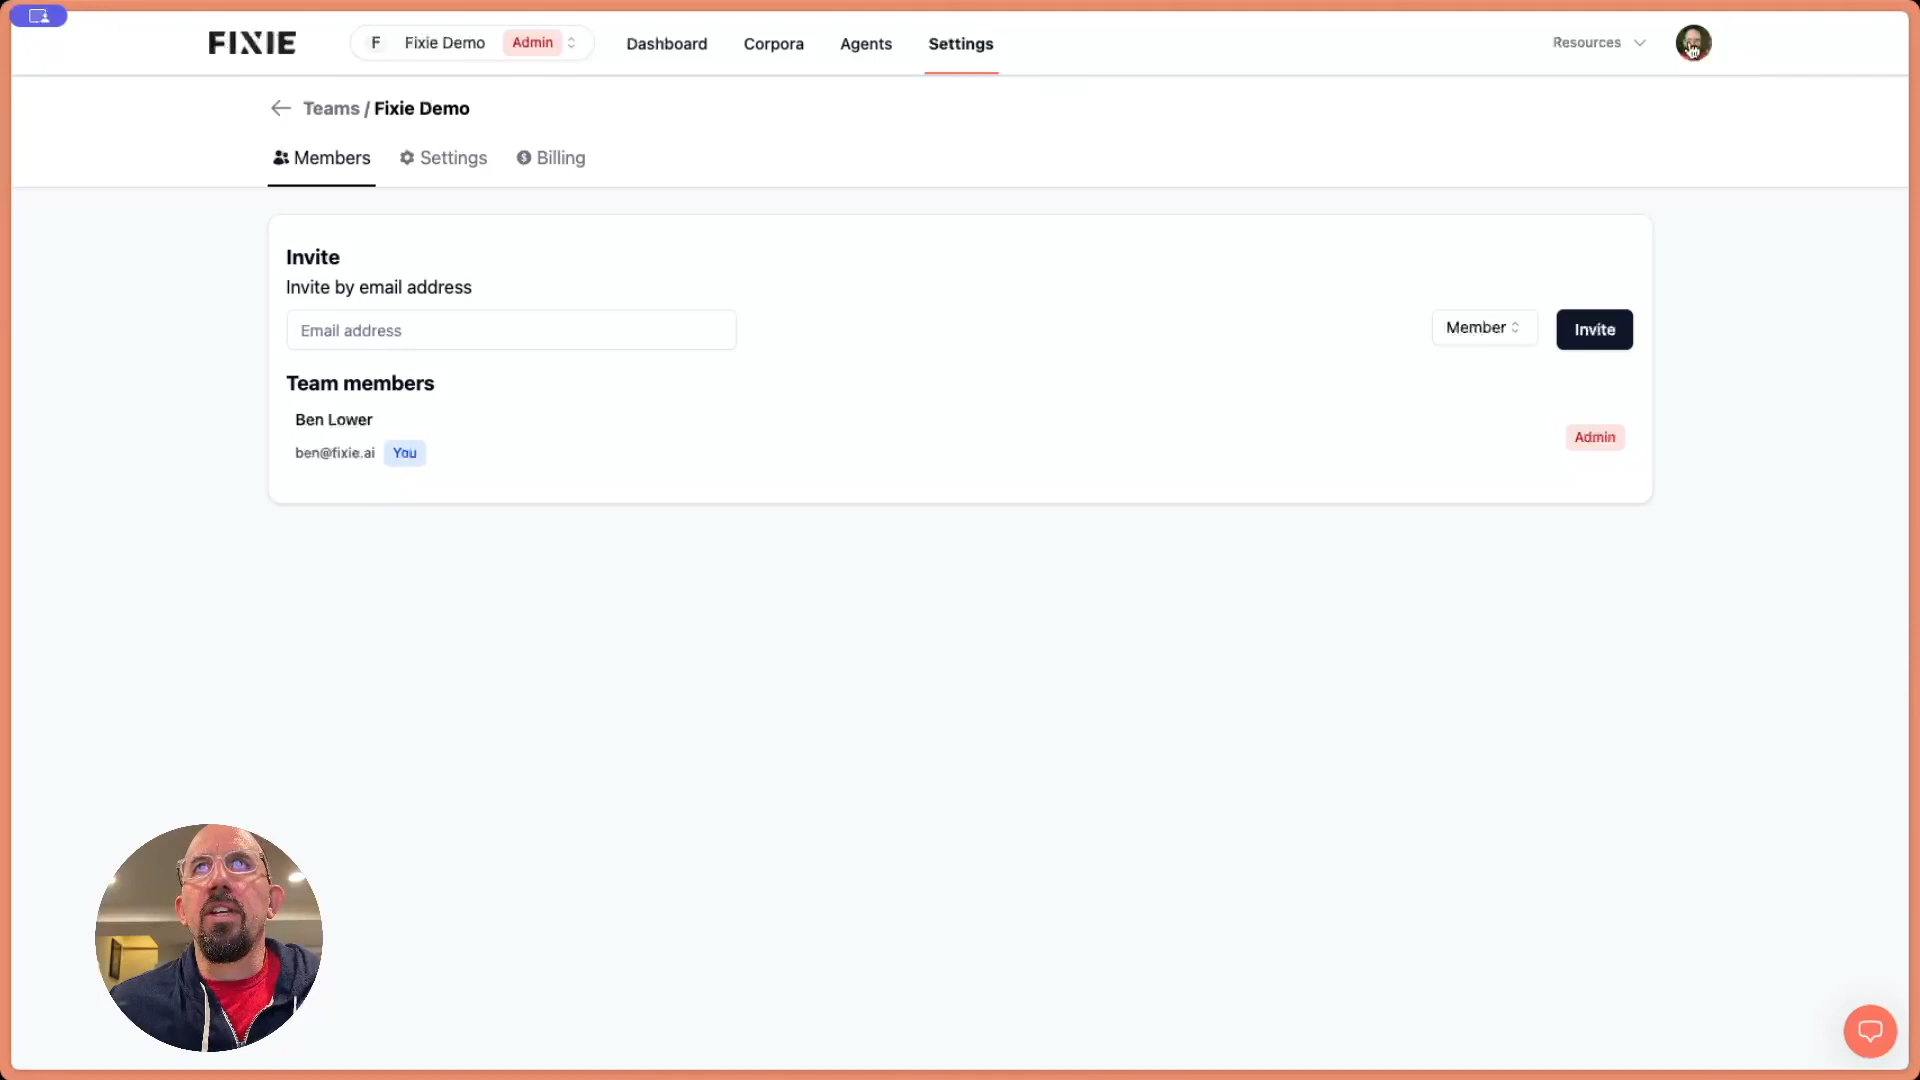 FIXIE
F Fixie Demo Admin
Dashboard
Corpora
Agents
Settings
Resources
Teams / Fixie Demo
Members
Settings
Billing
Invite
Invite by email address
Email address
Member
Invite
Team members
Ben Lower
ben@fixie.ai You
Admin